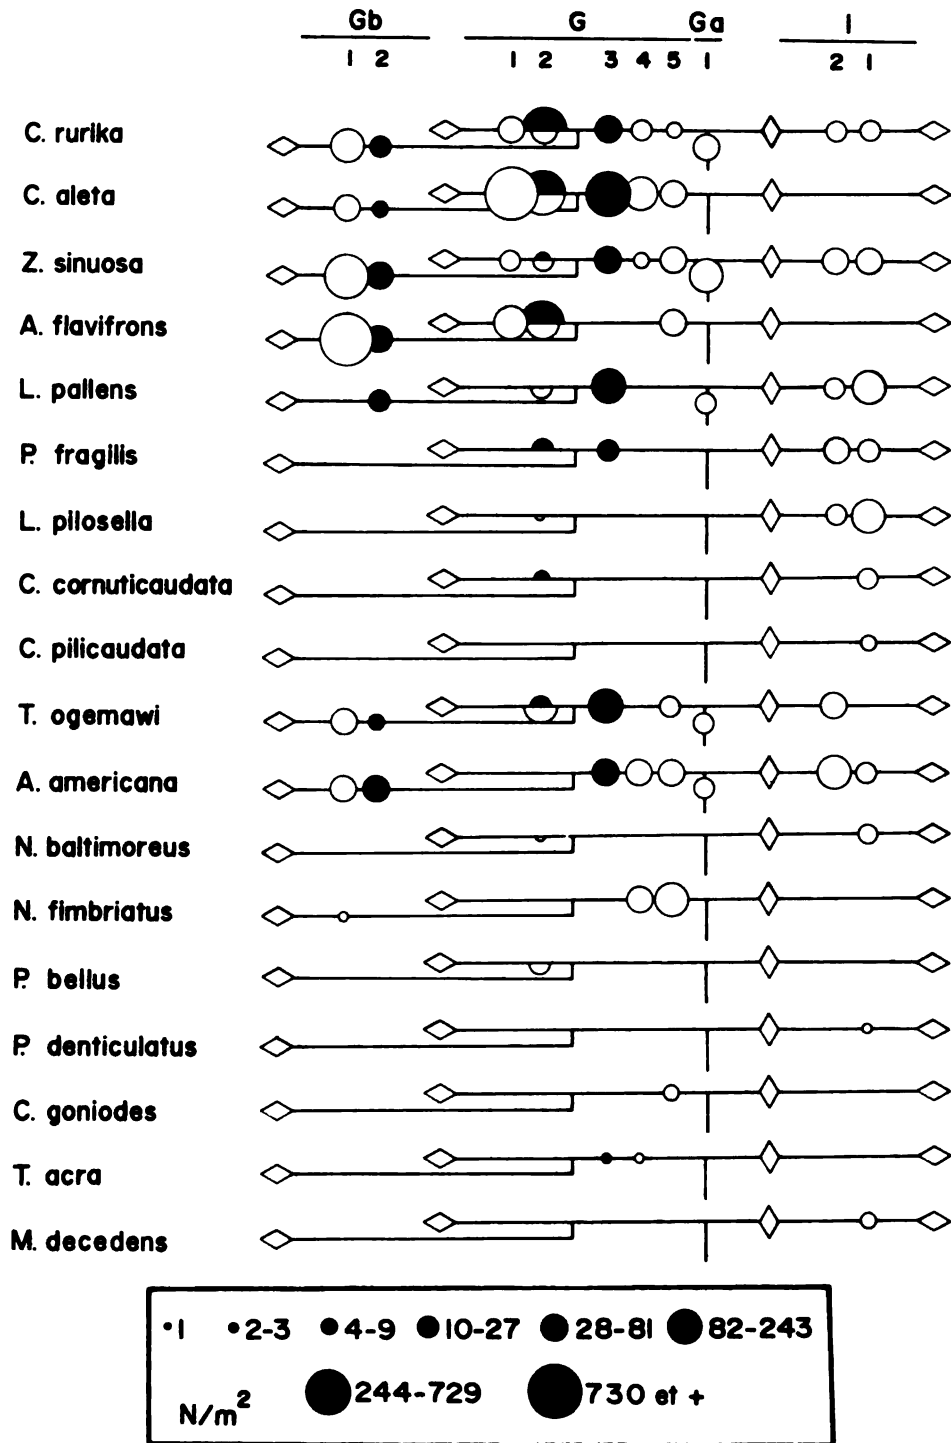 Gb G Ga I
1 2 1 2 3 4 5 1 2 1
C. rurika
C. aleta
Z. sinuosa
A. flavifrons
L. pallens
P. fragilis
L. pilosella
C. cornuticaudata
C. pilicaudata
T. ogemawi
A. americana
N. baltimoreus
N. fimbriatus
P. bellus
P. denticulatus
C. goniodes
T. acra
M. decedens
1 2-3 4-9 10-27 28-81 82-243
244-729 730 et +
N/m²